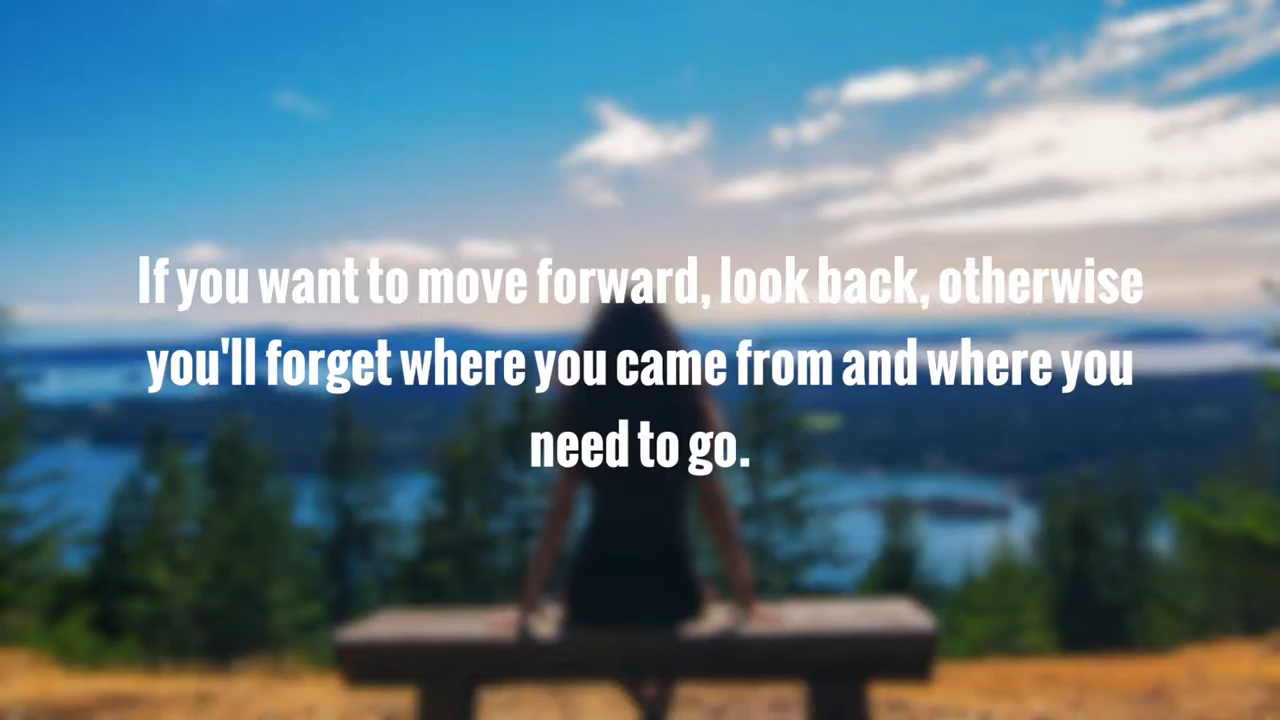 If you want to move forward, look back, otherwise
you'll forget where you came from and where you
need to go.